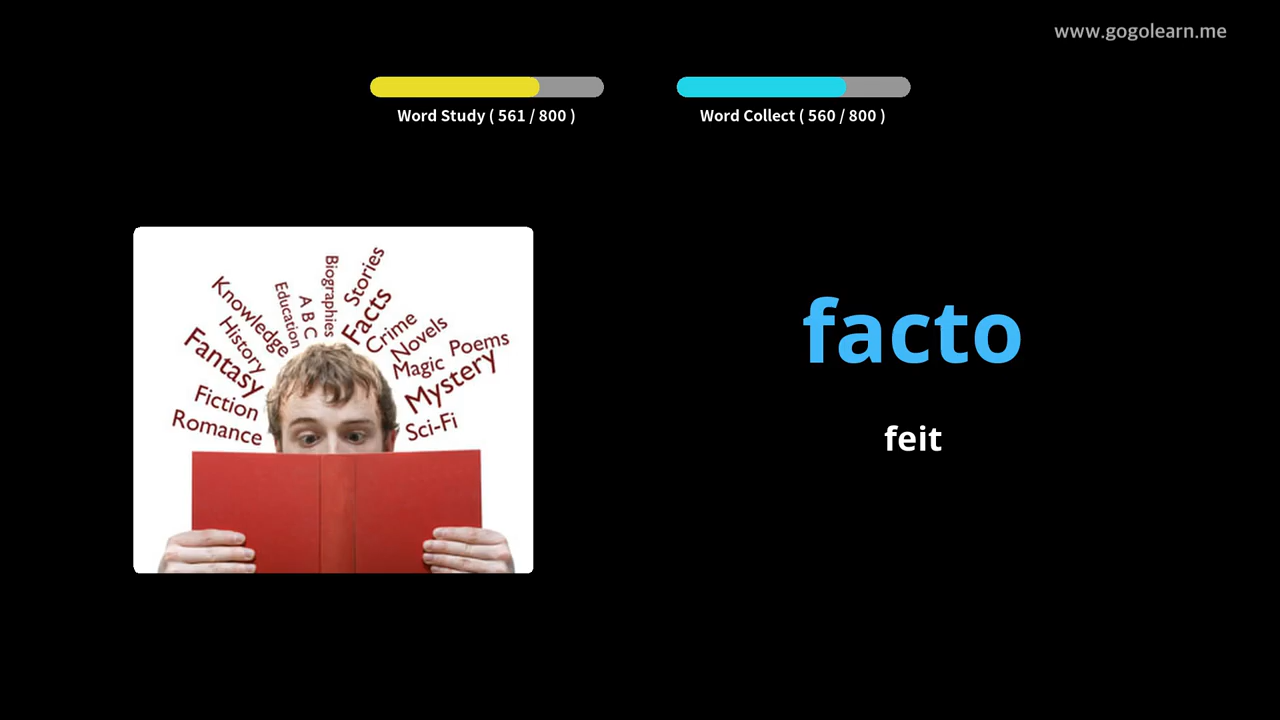 www.gogolearn.me
Word Study ( 561 / 800 )
Word Collect ( 560 / 800 )
Romance
Fiction
Fantasy
History
Knowledge
Education
A B C
Biographies
Stories
Facts
Crime
Novels
Magic
Poems
Mystery
Sci-Fi
facto
feit